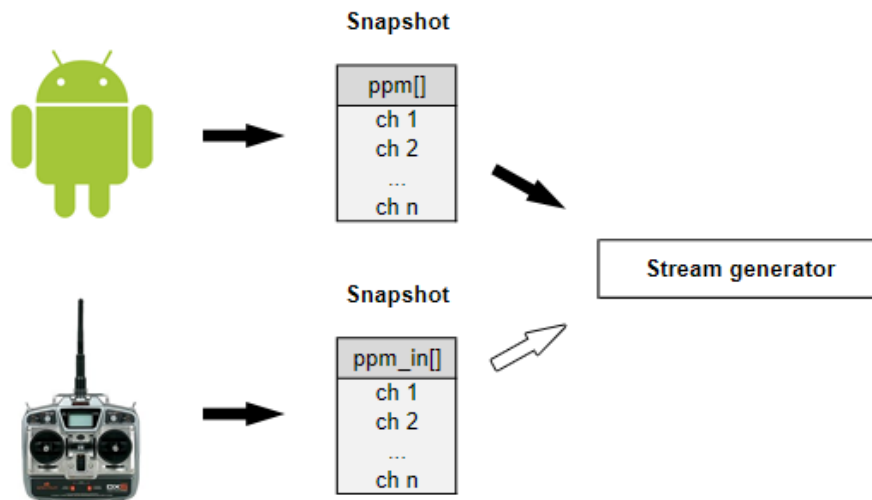 Snapshot
ppm[]
ch 1
ch 2
...
ch n
Stream generator
Snapshot
ppm_in[]
ch 1
ch 2
...
ch n